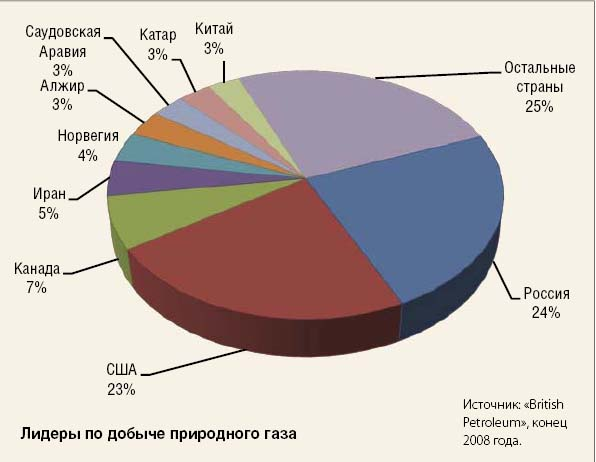 Саудовская
Аравия
3%
Катар
3%
Китай
3%
Остальные
страны
25%
Алжир
3%
Норвегия
4%
Иран
5%
Канада
7%
Россия
24%
США
23%
Источник: «British
Petroleum», конец
2008 года.
Лидеры по добыче природного газа